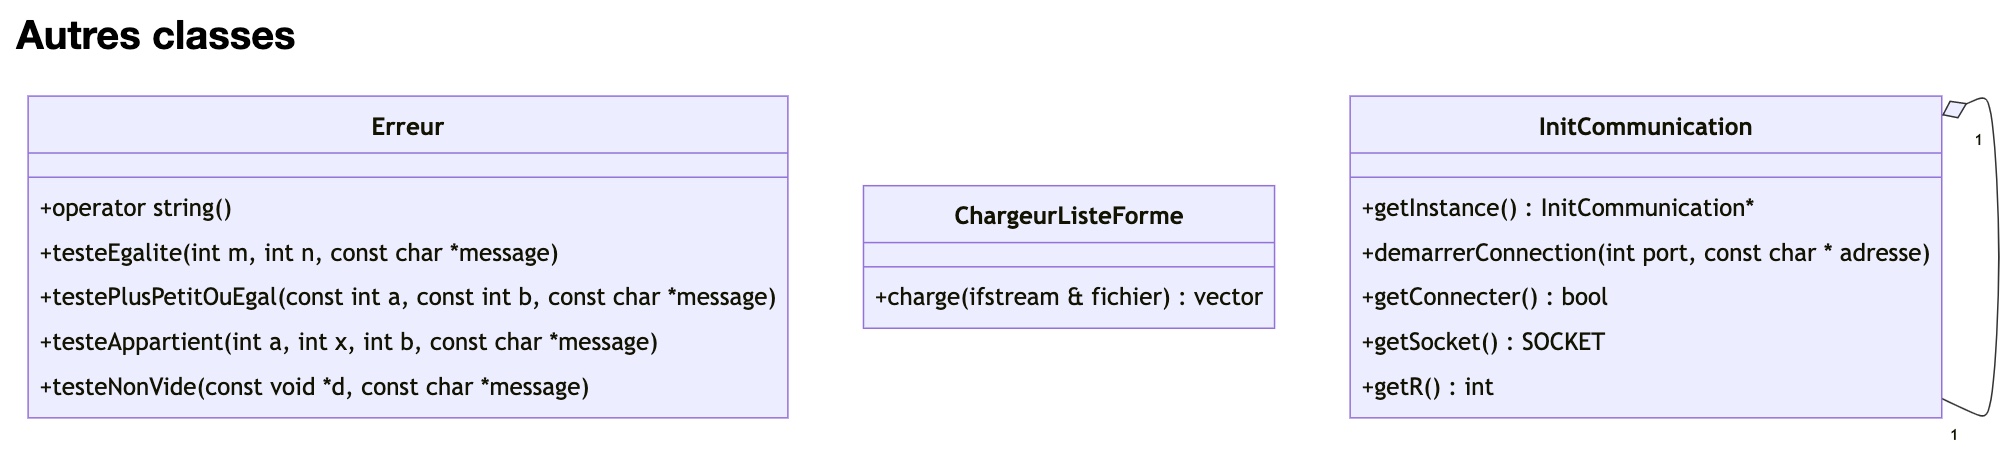 Autres classes
Erreur
+operator string()
+testeEgalite(int m, int n, const char *message)
+testePlusPetitOuEgal(const int a, const int b, const char *message)
+testeAppartient(int a, int x, int b, const char *message)
+testeNonVide(const void *d, const char *message)
ChargeurListeForme
+charge(ifstream & fichier) : vector
InitCommunication
+getInstance() : InitCommunication*
+demarrerConnection(int port, const char * adresse)
+getConnecter() : bool
+getSocket() : SOCKET
+getR() : int
1
1